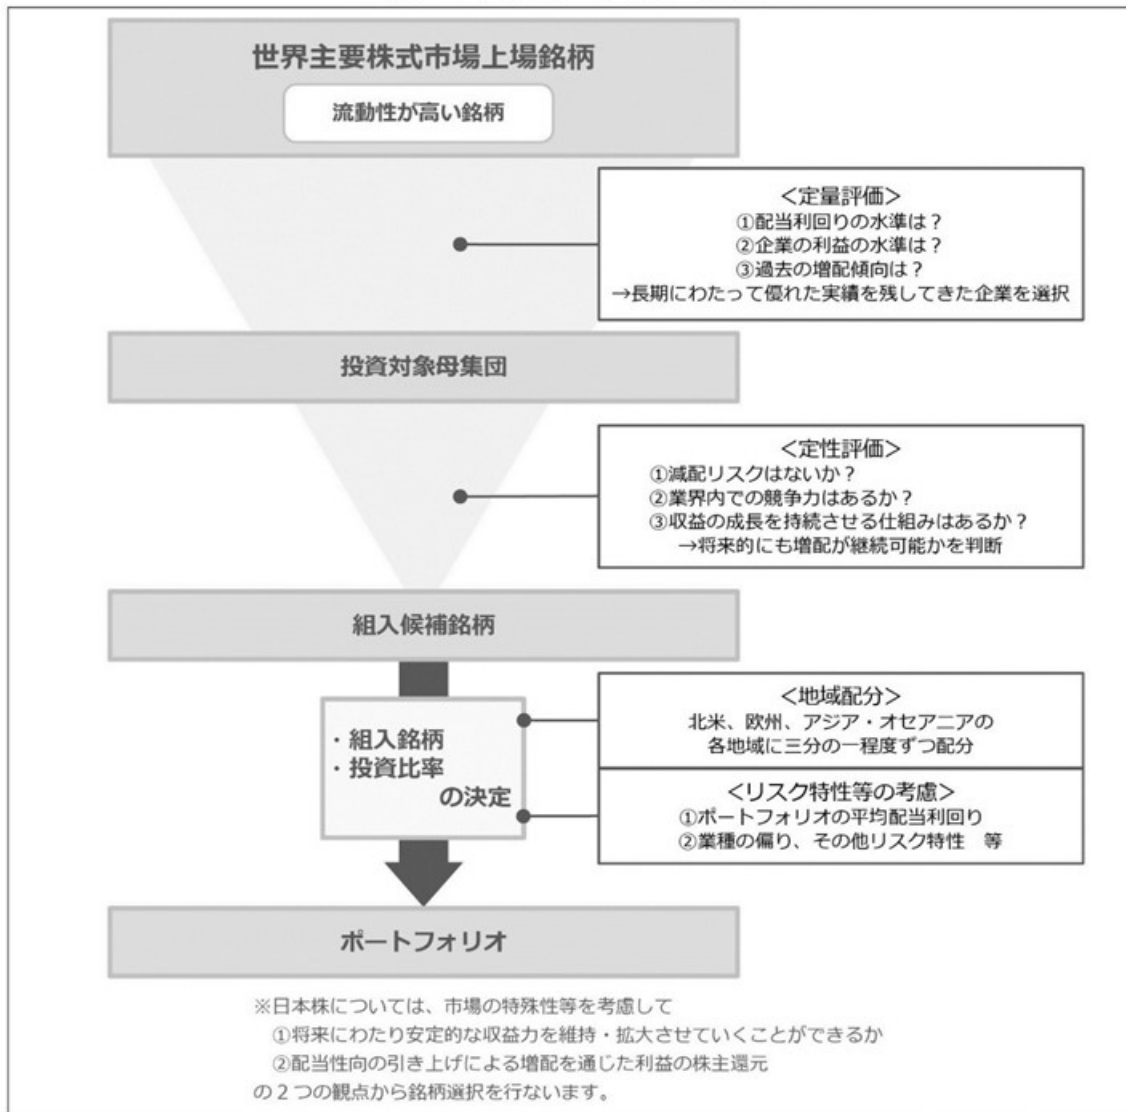 世界主要株式市場上場銘柄
流動性が高い銘柄
＜定量評価＞
①配当利回りの水準は？
②企業の利益の水準は？
③過去の増配傾向は？
→長期にわたって優れた実績を残してきた企業を選択
投資対象母集団
＜定性評価＞
①減配リスクはないか？
②業界内での競争力はあるか？
③収益の成長を持続させる仕組みはあるか？
→将来的にも増配が継続可能かを判断
組入候補銘柄
・組入銘柄
・投資比率
の決定
＜地域配分＞
北米、欧州、アジア・オセアニアの
各地域に三分の一程度ずつ配分
＜リスク特性等の考慮＞
①ポートフォリオの平均配当利回り
②業種の偏り、その他リスク特性　等
ポートフォリオ
※日本株については、市場の特殊性等を考慮して
①将来にわたり安定的な収益力を維持・拡大させていくことができるか
②配当性向の引き上げによる増配を通じた利益の株主還元
の２つの観点から銘柄選択を行ないます。